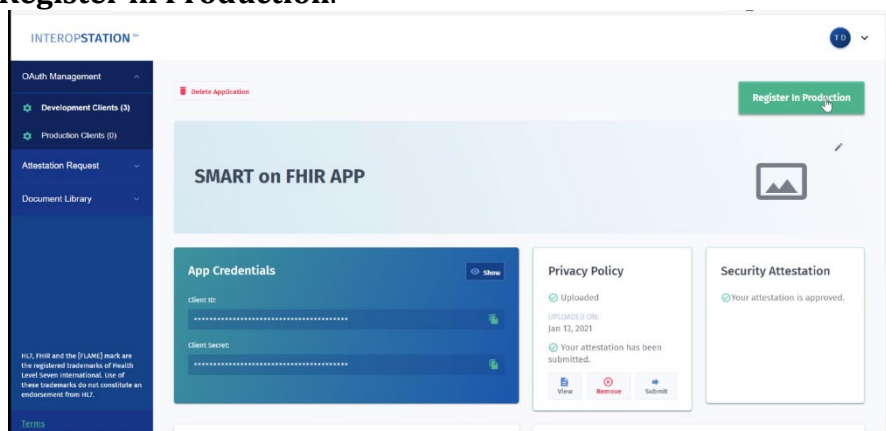 Register in Production.
INTEROPSTATION™
TD
OAuth Management
Development Clients (3)
Production Clients (0)
Attestation Request
Document Library
HL7, FHIR and the [FLAME] mark are
the registered trademarks of Health
Level Seven International. Use of
these trademarks do not constitute an
endorsement from HL7.
Terms
Delete Application
Register In Production
SMART on FHIR APP
App Credentials
Show
Client ID:
****************************************
Client Secret:
****************************************
Privacy Policy
Uploaded
UPLOADED ON:
Jan 13, 2021
Your attestation has been
submitted.
View Remove Submit
Security Attestation
Your attestation is approved.